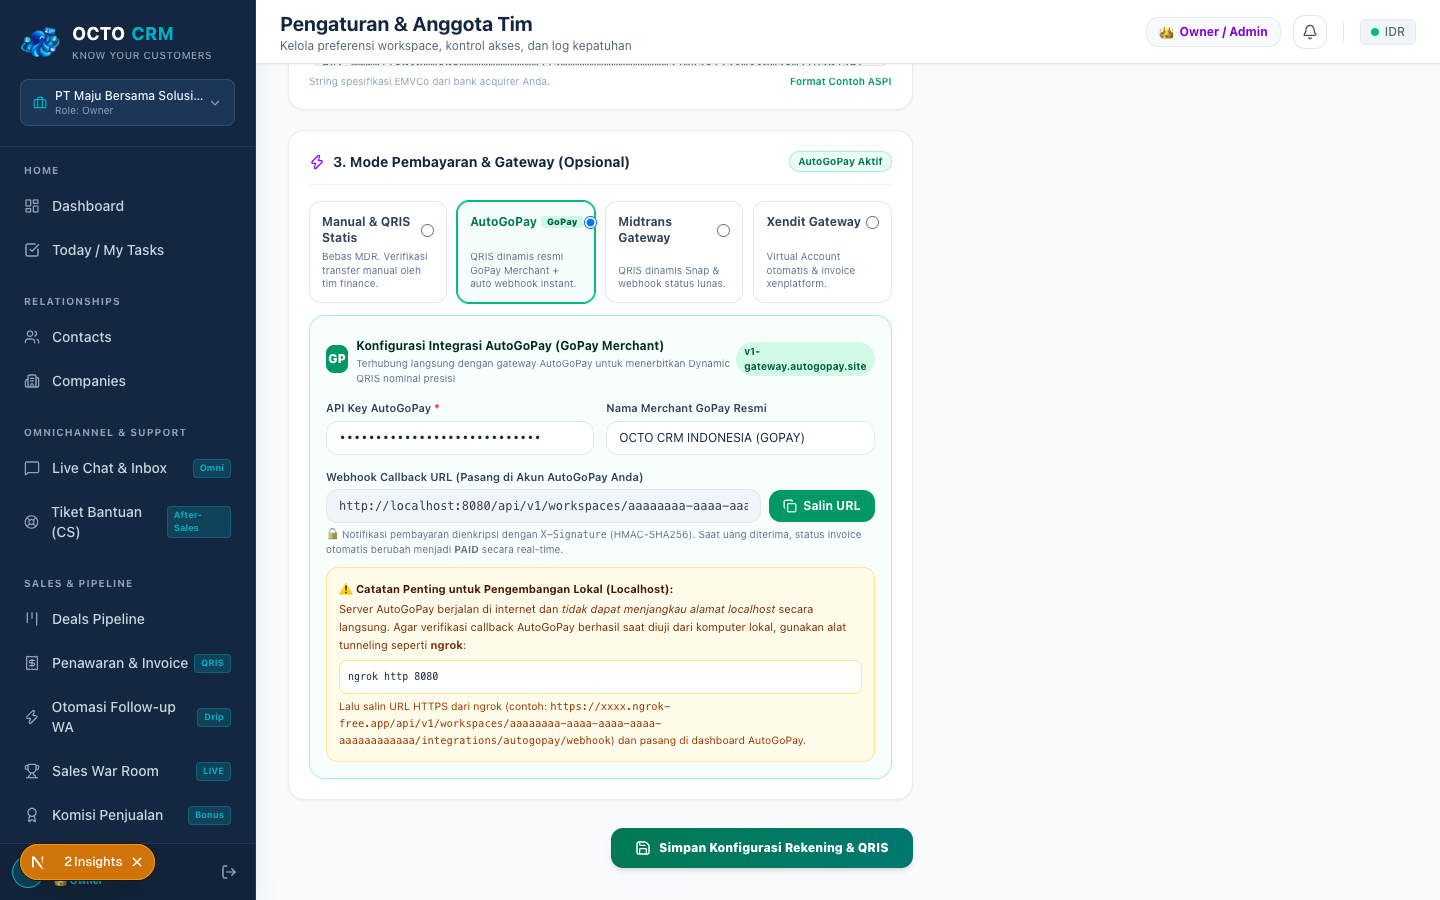 OCTO CRM
KNOW YOUR CUSTOMERS
PT Maju Bersama Solusi...
Role: Owner
HOME
Dashboard
Today / My Tasks
RELATIONSHIPS
Contacts
Companies
OMNICHANNEL & SUPPORT
Live Chat & Inbox
Omni
Tiket Bantuan
(CS)
After-
Sales
SALES & PIPELINE
Deals Pipeline
Penawaran & Invoice
QRIS
Otomasi Follow-up
WA
Drip
Sales War Room
LIVE
Komisi Penjualan
Bonus
2 Insights
Owner
Pengaturan & Anggota Tim
Kelola preferensi workspace, kontrol akses, dan log kepatuhan
Owner / Admin
IDR
String spesifikasi EMVCo dari bank acquirer Anda.
Format Contoh ASPI
3. Mode Pembayaran & Gateway (Opsional)
AutoGoPay Aktif
Manual & QRIS
Statis
Bebas MDR. Verifikasi
transfer manual oleh
tim finance.
AutoGoPay
GoPay
QRIS dinamis resmi
GoPay Merchant +
auto webhook instant.
Midtrans
Gateway
QRIS dinamis Snap &
webhook status lunas.
Xendit Gateway
Virtual Account
otomatis & invoice
xenplatform.
GP
Konfigurasi Integrasi AutoGoPay (GoPay Merchant)
Terhubung langsung dengan gateway AutoGoPay untuk menerbitkan Dynamic
QRIS nominal presisi
v1-
gateway.autogopay.site
API Key AutoGoPay *
••••••••••••••••••••••••••••
Nama Merchant GoPay Resmi
OCTO CRM INDONESIA (GOPAY)
Webhook Callback URL (Pasang di Akun AutoGoPay Anda)
http://localhost:8080/api/v1/workspaces/aaaaaaaa-aaaa-aaa
Salin URL
Notifikasi pembayaran dienkripsi dengan X-Signature (HMAC-SHA256). Saat uang diterima, status invoice
otomatis berubah menjadi PAID secara real-time.
Catatan Penting untuk Pengembangan Lokal (Localhost):
Server AutoGoPay berjalan di internet dan tidak dapat menjangkau alamat localhost secara
langsung. Agar verifikasi callback AutoGoPay berhasil saat diuji dari komputer lokal, gunakan alat
tunneling seperti ngrok:
ngrok http 8080
Lalu salin URL HTTPS dari ngrok (contoh: https://xxxx.ngrok-
free.app/api/v1/workspaces/aaaaaaaa-aaaa-aaaa-aaaa-
aaaaaaaaaaaa/integrations/autogopay/webhook) dan pasang di dashboard AutoGoPay.
Simpan Konfigurasi Rekening & QRIS